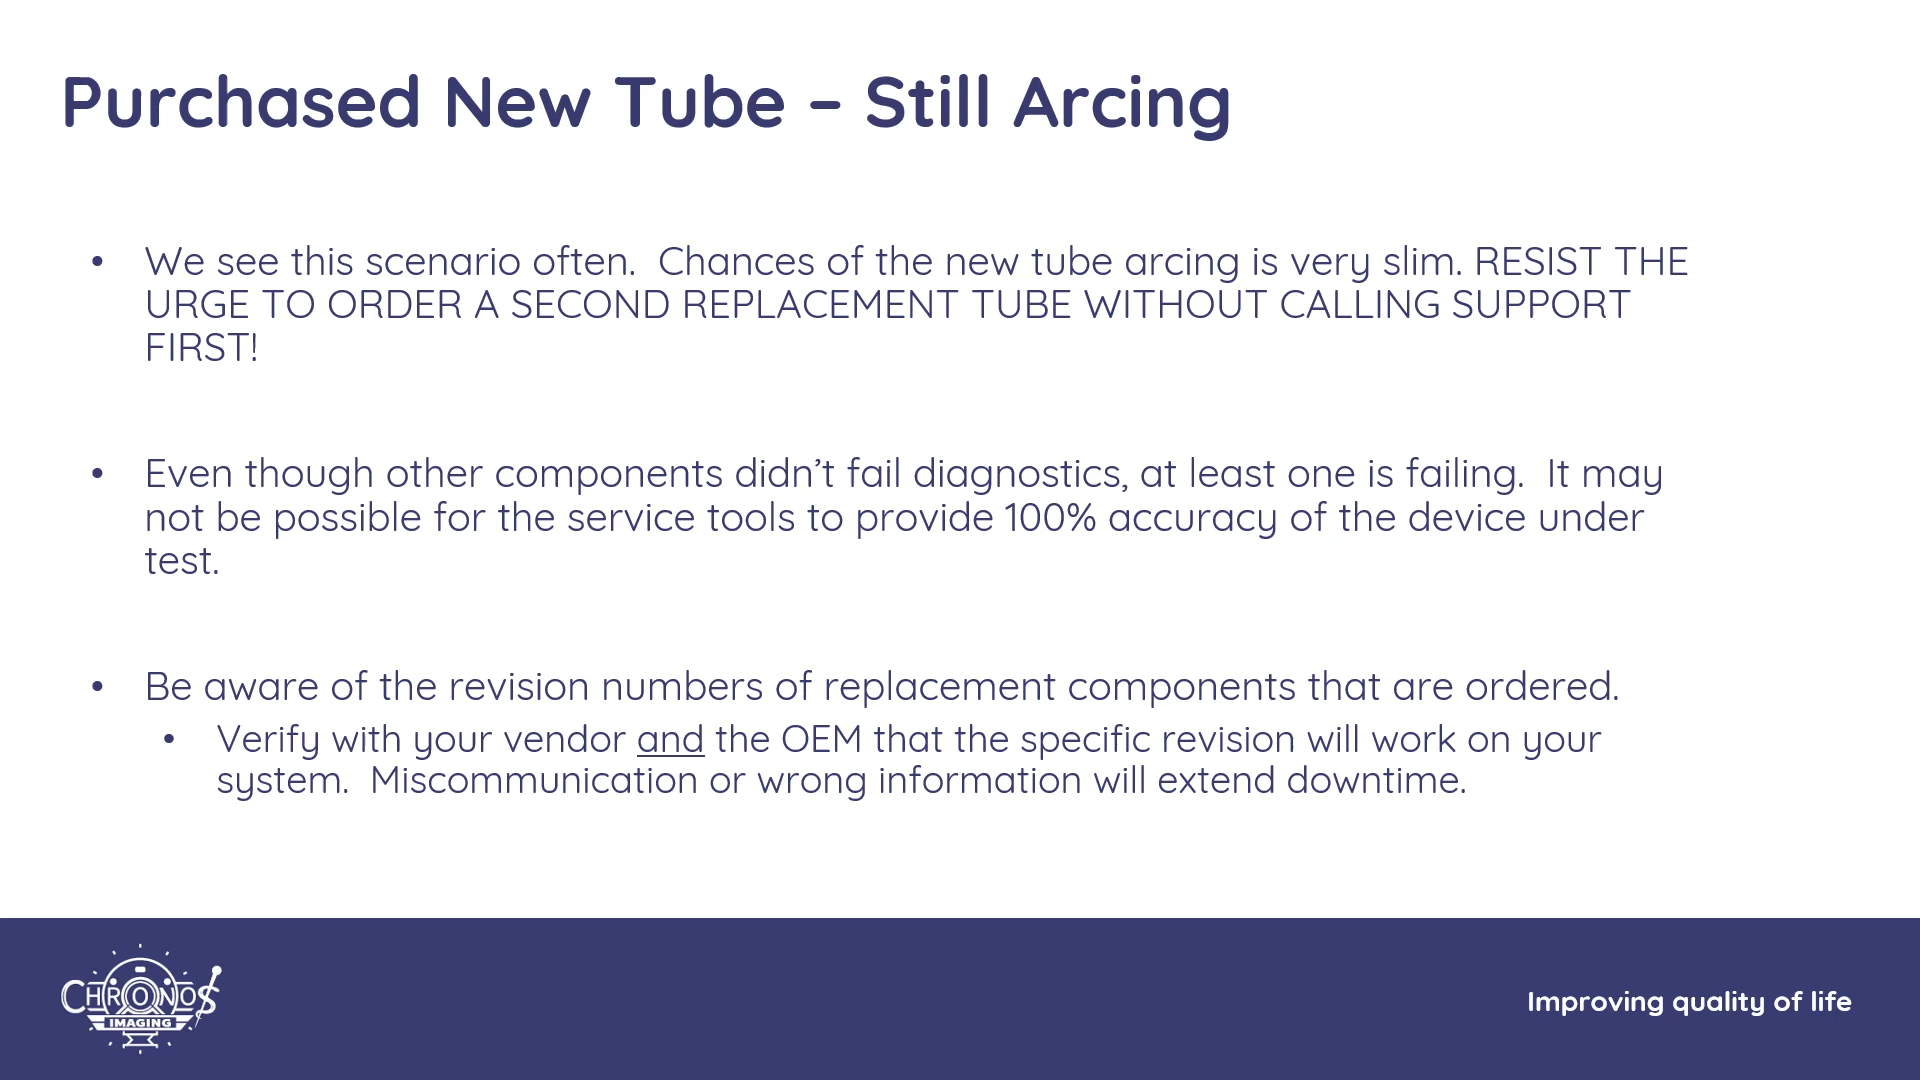 Purchased New Tube – Still Arcing
• We see this scenario often.  Chances of the new tube arcing is very slim. RESIST THE
URGE TO ORDER A SECOND REPLACEMENT TUBE WITHOUT CALLING SUPPORT
FIRST!
• Even though other components didn’t fail diagnostics, at least one is failing.  It may
not be possible for the service tools to provide 100% accuracy of the device under
test.
• Be aware of the revision numbers of replacement components that are ordered.
• Verify with your vendor and the OEM that the specific revision will work on your
system.  Miscommunication or wrong information will extend downtime.
CHRONOS
IMAGING
Improving quality of life